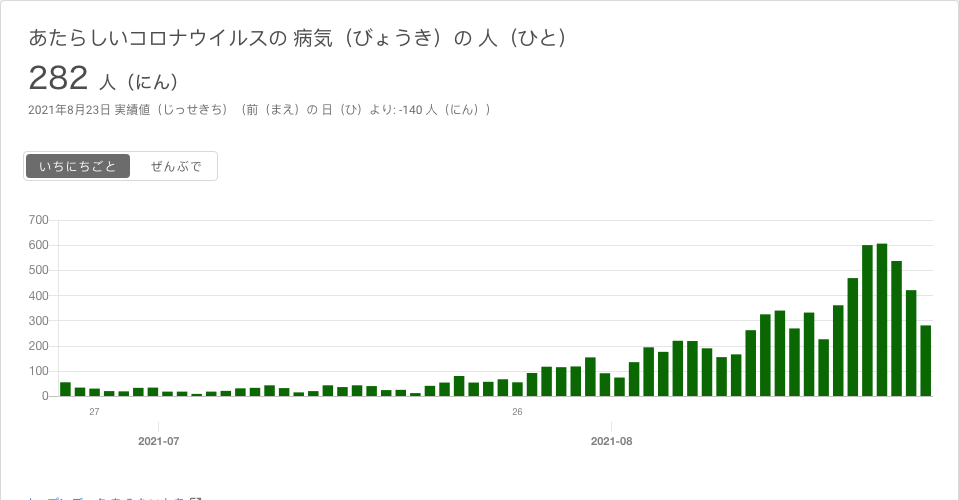 あたらしいコロナウイルスの 病気（びょうき）の 人（ひと）
282 人（にん）
2021年8月23日 実績値（じっせきち）（前（まえ）の 日（ひ）より: -140 人（にん））
いちにちごと ぜんぶで
700
600
500
400
300
200
100
0
27 26
2021-07 2021-08